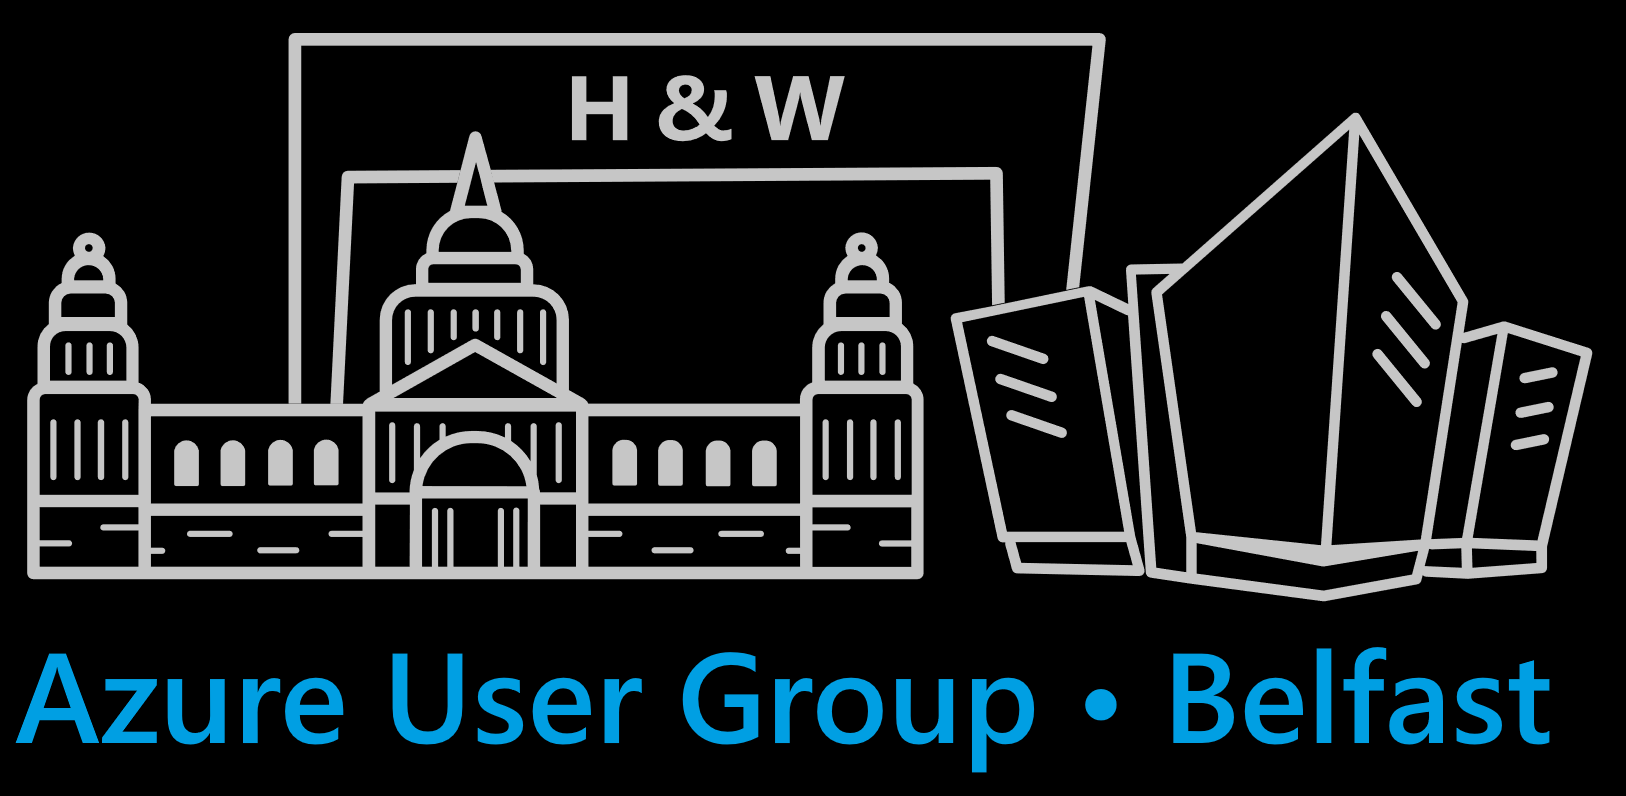 H & W
Azure User Group • Belfast